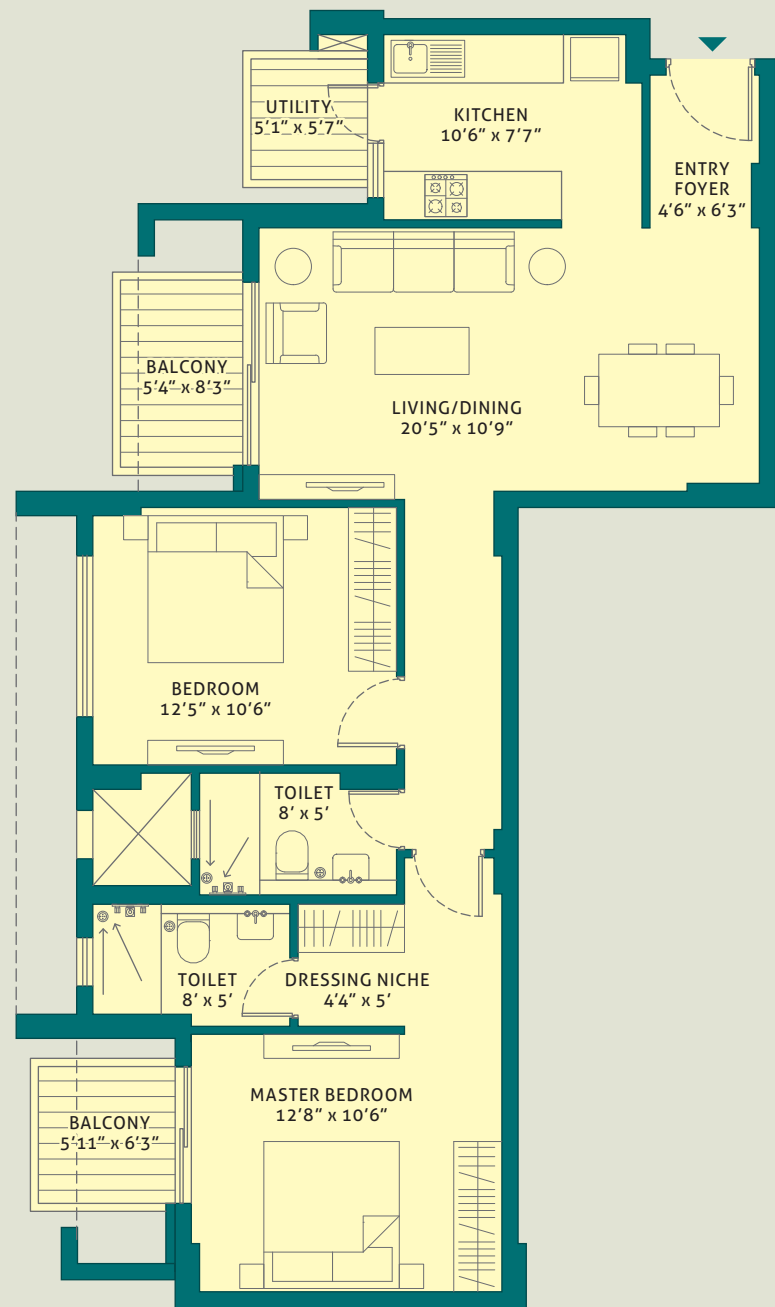 UTILITY
5'1" x 5'7"
KITCHEN
10'6" x 7'7"
ENTRY
FOYER
4'6" x 6'3"
BALCONY
5'4" x 8'3"
LIVING/DINING
20'5" x 10'9"
BEDROOM
12'5" x 10'6"
TOILET
8' x 5'
TOILET
8' x 5'
DRESSING NICHE
4'4" x 5'
MASTER BEDROOM
12'8" x 10'6"
BALCONY
5'11" x 6'3"